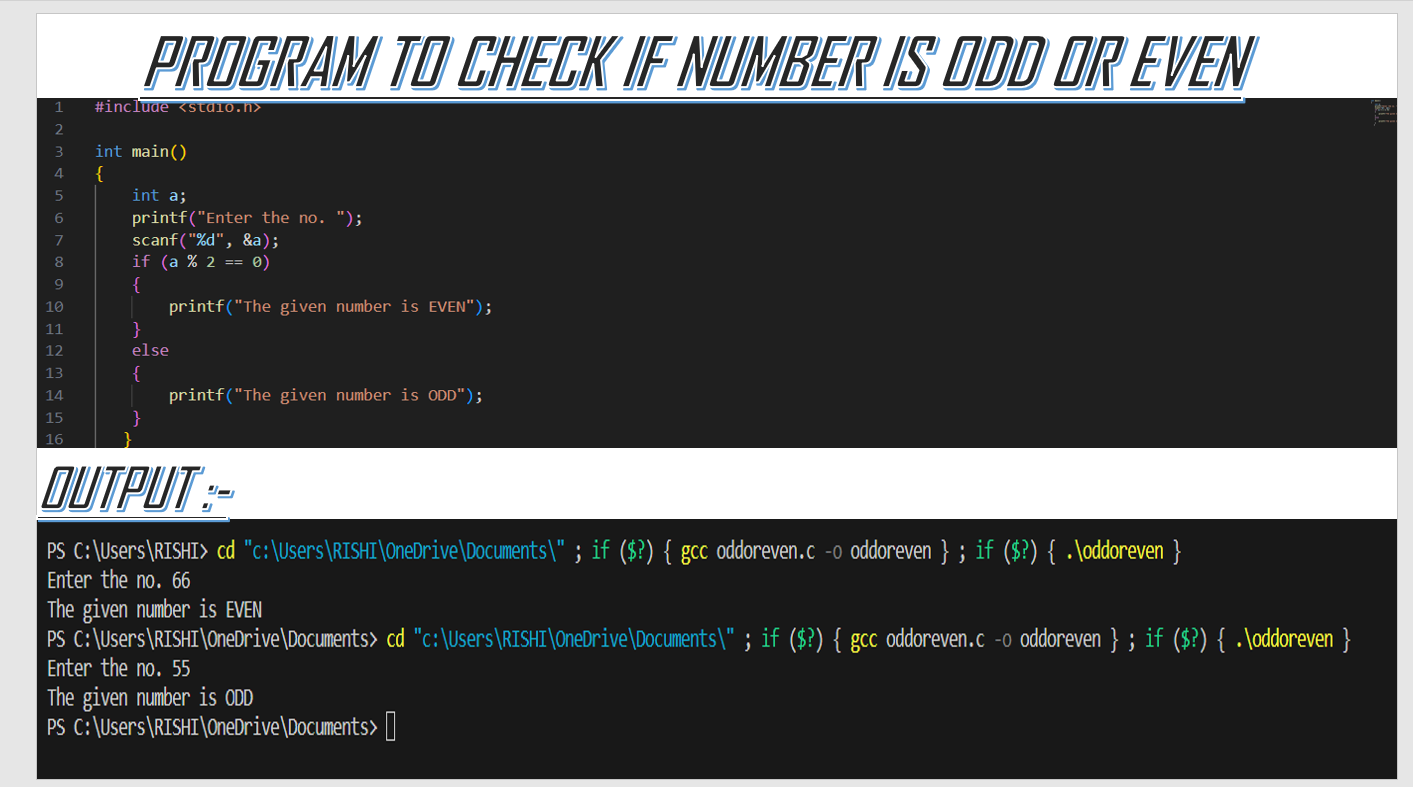 PROGRAM TO CHECK IF NUMBER IS ODD OR EVEN
1 #include <stdio.h>
2
3 int main()
4 {
5 int a;
6 printf("Enter the no. ");
7 scanf("%d", &a);
8 if (a % 2 == 0)
9 {
10 printf("The given number is EVEN");
11 }
12 else
13 {
14 printf("The given number is ODD");
15 }
16 }
OUTPUT :-
PS C:\Users\RISHI> cd "c:\Users\RISHI\OneDrive\Documents\" ; if ($?) { gcc oddoreven.c -o oddoreven } ; if ($?) { .\oddoreven }
Enter the no. 66
The given number is EVEN
PS C:\Users\RISHI\OneDrive\Documents> cd "c:\Users\RISHI\OneDrive\Documents\" ; if ($?) { gcc oddoreven.c -o oddoreven } ; if ($?) { .\oddoreven }
Enter the no. 55
The given number is ODD
PS C:\Users\RISHI\OneDrive\Documents>